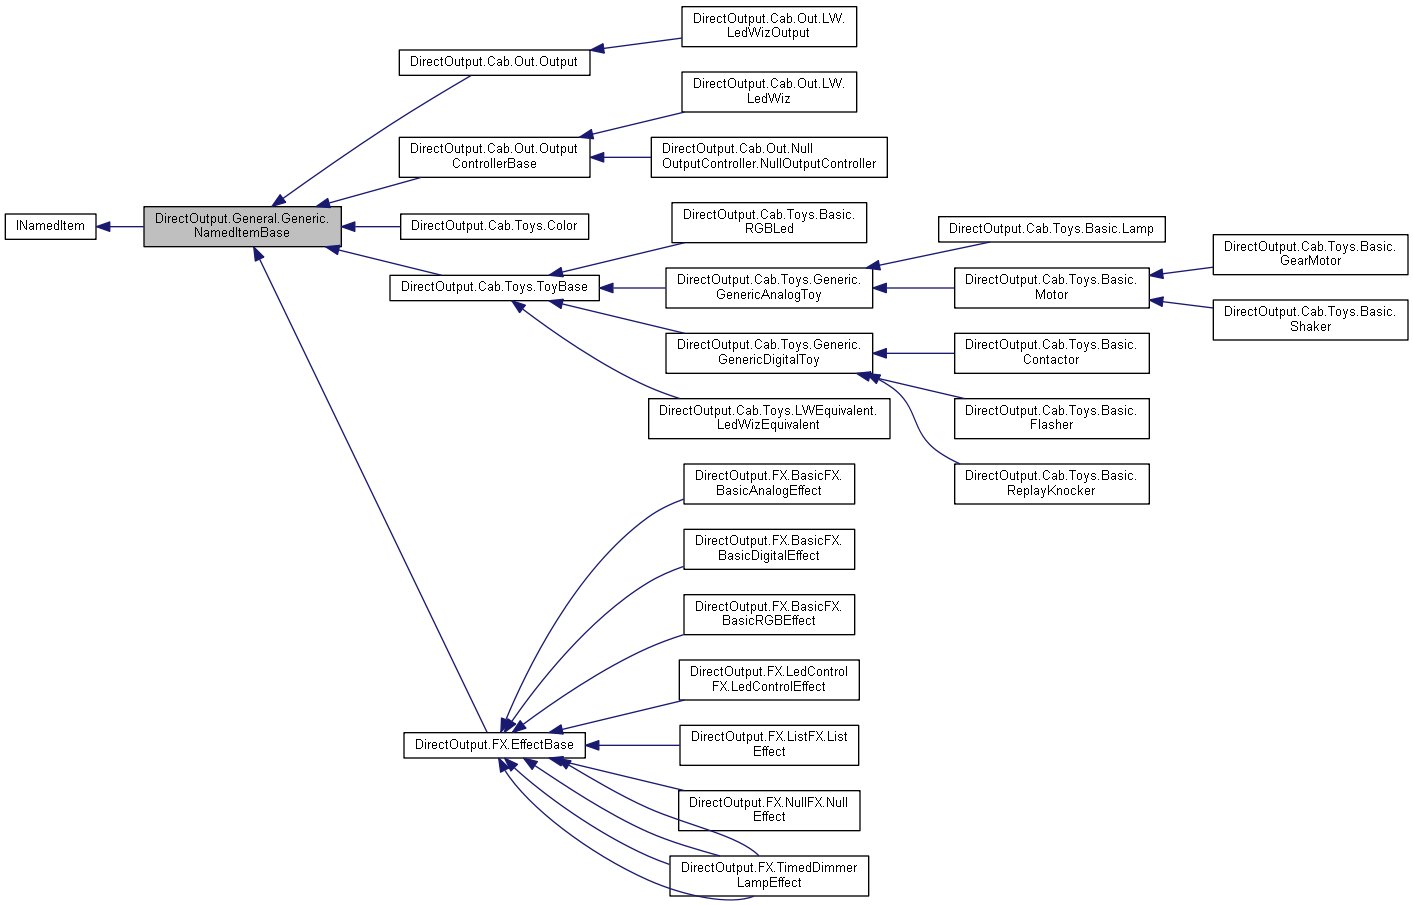 DirectOutput.Cab.Out.LW.
LedWizOutput
DirectOutput.Cab.Out.Output
DirectOutput.Cab.Out.LW.
LedWiz
DirectOutput.Cab.Out.Output
ControllerBase
DirectOutput.Cab.Out.Null
OutputController.NullOutputController
INamedItem
DirectOutput.General.Generic.
NamedItemBase
DirectOutput.Cab.Toys.Color
DirectOutput.Cab.Toys.Basic.
RGBLed
DirectOutput.Cab.Toys.Basic.Lamp
DirectOutput.Cab.Toys.Basic.
GearMotor
DirectOutput.Cab.Toys.ToyBase
DirectOutput.Cab.Toys.Generic.
GenericAnalogToy
DirectOutput.Cab.Toys.Basic.
Motor
DirectOutput.Cab.Toys.Basic.
Shaker
DirectOutput.Cab.Toys.Generic.
GenericDigitalToy
DirectOutput.Cab.Toys.Basic.
Contactor
DirectOutput.Cab.Toys.LWEquivalent.
LedWizEquivalent
DirectOutput.Cab.Toys.Basic.
Flasher
DirectOutput.Cab.Toys.Basic.
ReplayKnocker
DirectOutput.FX.BasicFX.
BasicAnalogEffect
DirectOutput.FX.BasicFX.
BasicDigitalEffect
DirectOutput.FX.BasicFX.
BasicRGBEffect
DirectOutput.FX.LedControl
FX.LedControlEffect
DirectOutput.FX.EffectBase
DirectOutput.FX.ListFX.List
Effect
DirectOutput.FX.NullFX.Null
Effect
DirectOutput.FX.TimedDimmer
LampEffect